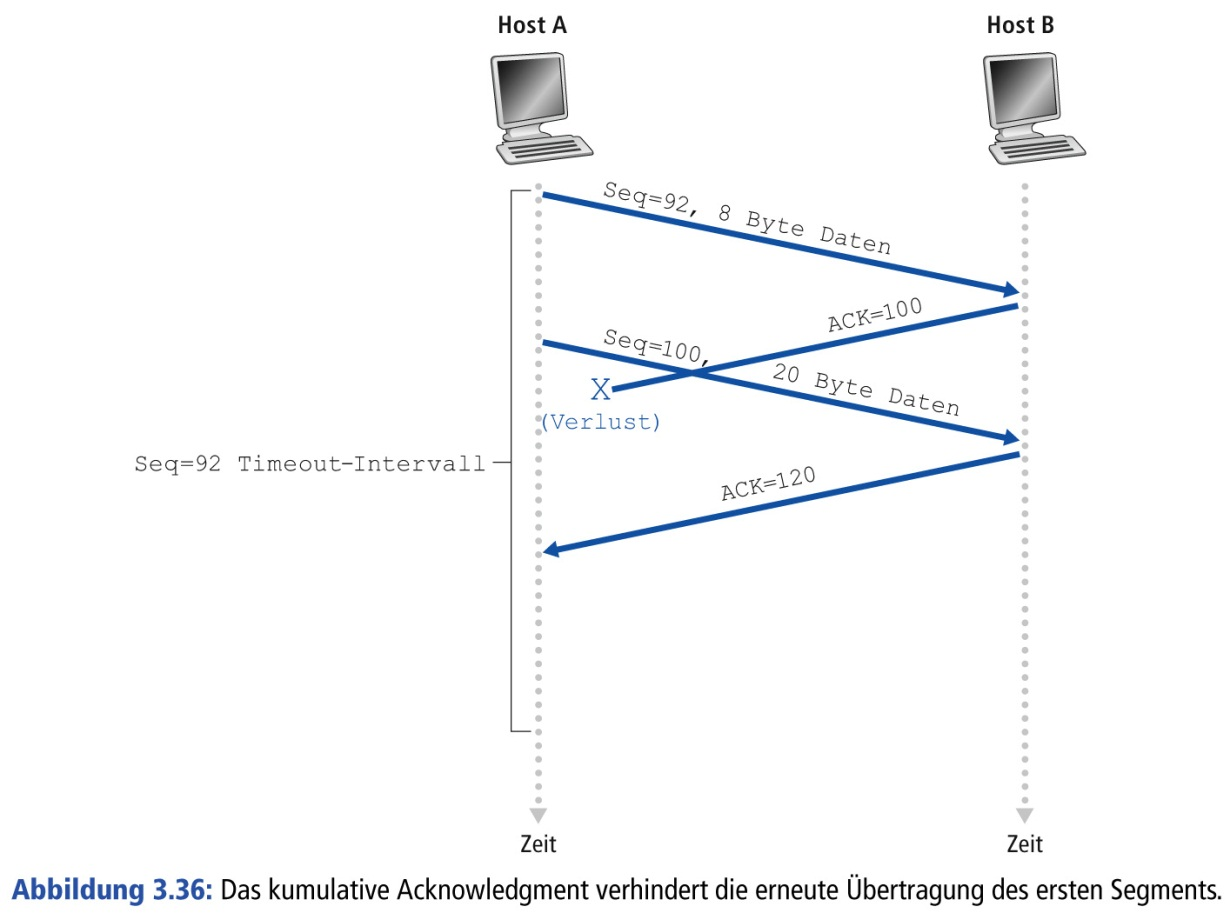 Host A
Host B
Seq=92, 8 Byte Daten
ACK=100
Seq=100, 20 Byte Daten
X
(Verlust)
Seq=92 Timeout-Intervall
ACK=120
Zeit
Zeit
Abbildung 3.36: Das kumulative Acknowledgment verhindert die erneute Übertragung des ersten Segments.